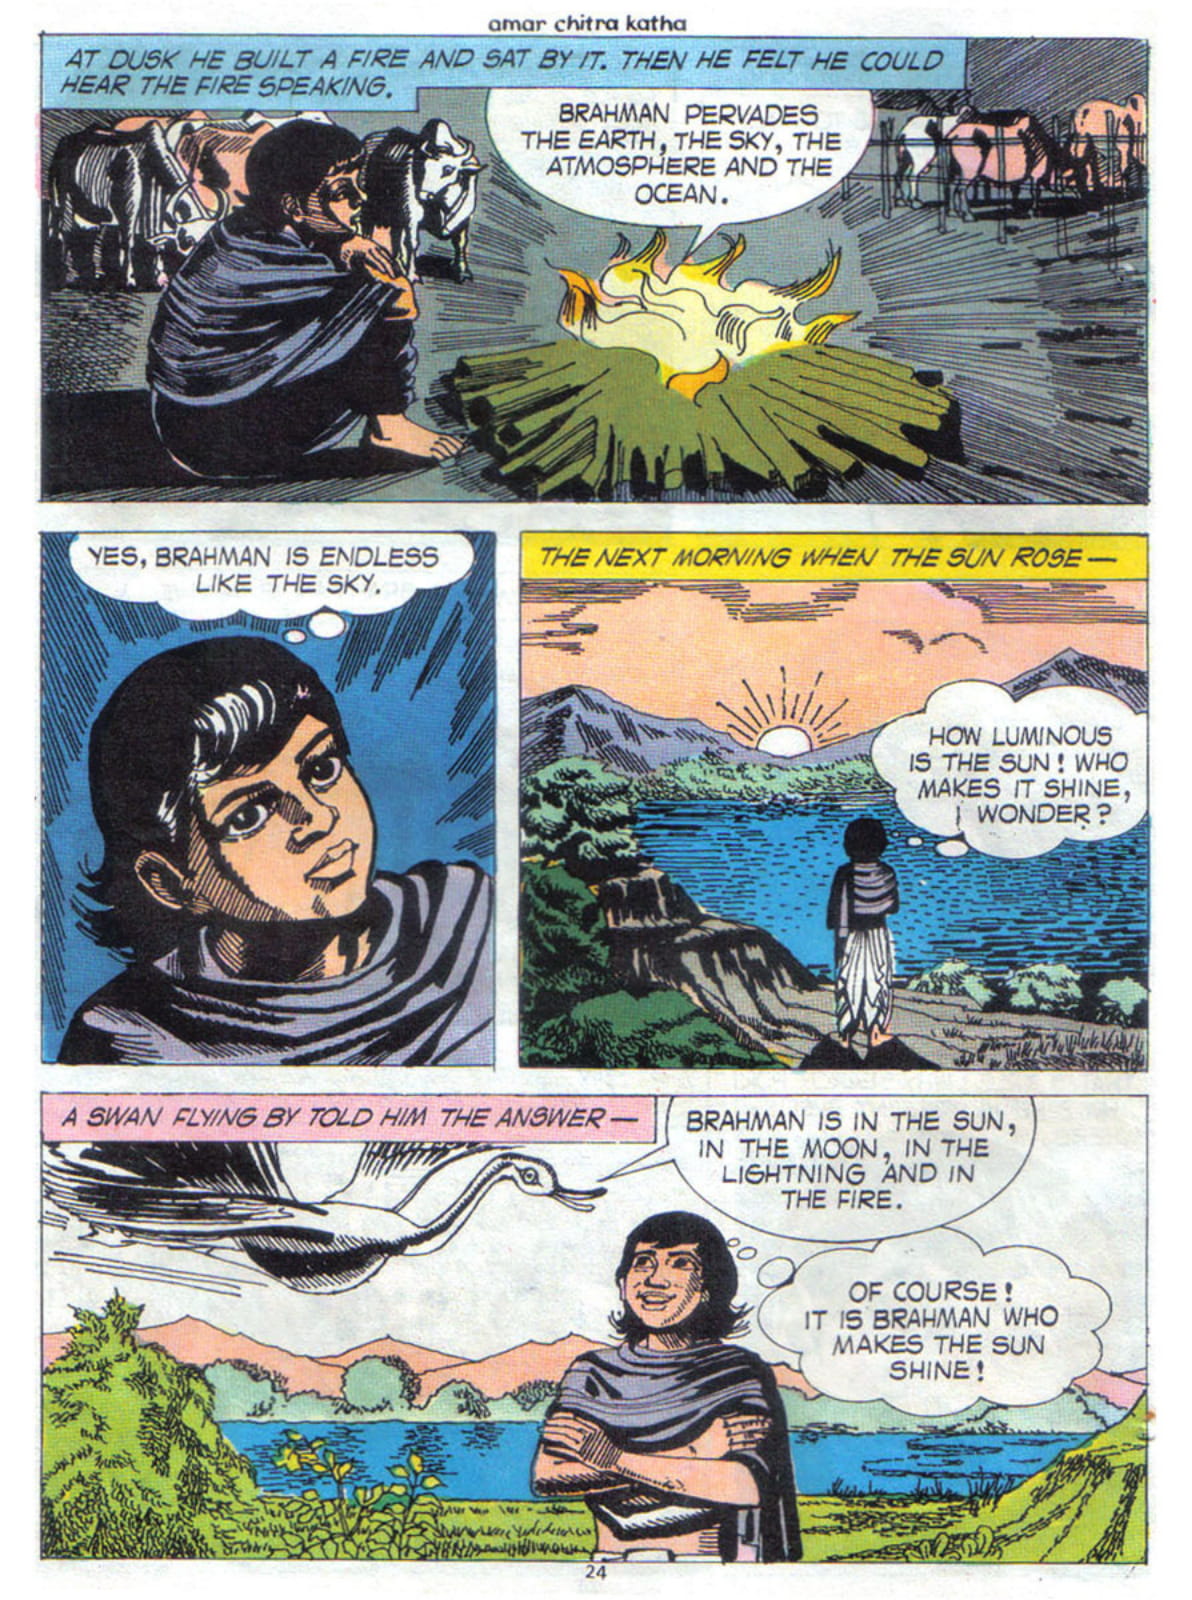 amar chitra katha
AT DUSK HE BUILT A FIRE AND SAT BY IT. THEN HE FELT HE COULD
HEAR THE FIRE SPEAKING.
BRAHMAN PERVADES
THE EARTH, THE SKY, THE
ATMOSPHERE AND THE
OCEAN.
YES, BRAHMAN IS ENDLESS
LIKE THE SKY.
THE NEXT MORNING WHEN THE SUN ROSE —
HOW LUMINOUS
IS THE SUN! WHO
MAKES IT SHINE,
I WONDER?
A SWAN FLYING BY TOLD HIM THE ANSWER —
BRAHMAN IS IN THE SUN,
IN THE MOON, IN THE
LIGHTNING AND IN
THE FIRE.
OF COURSE!
IT IS BRAHMAN WHO
MAKES THE SUN
SHINE!
24